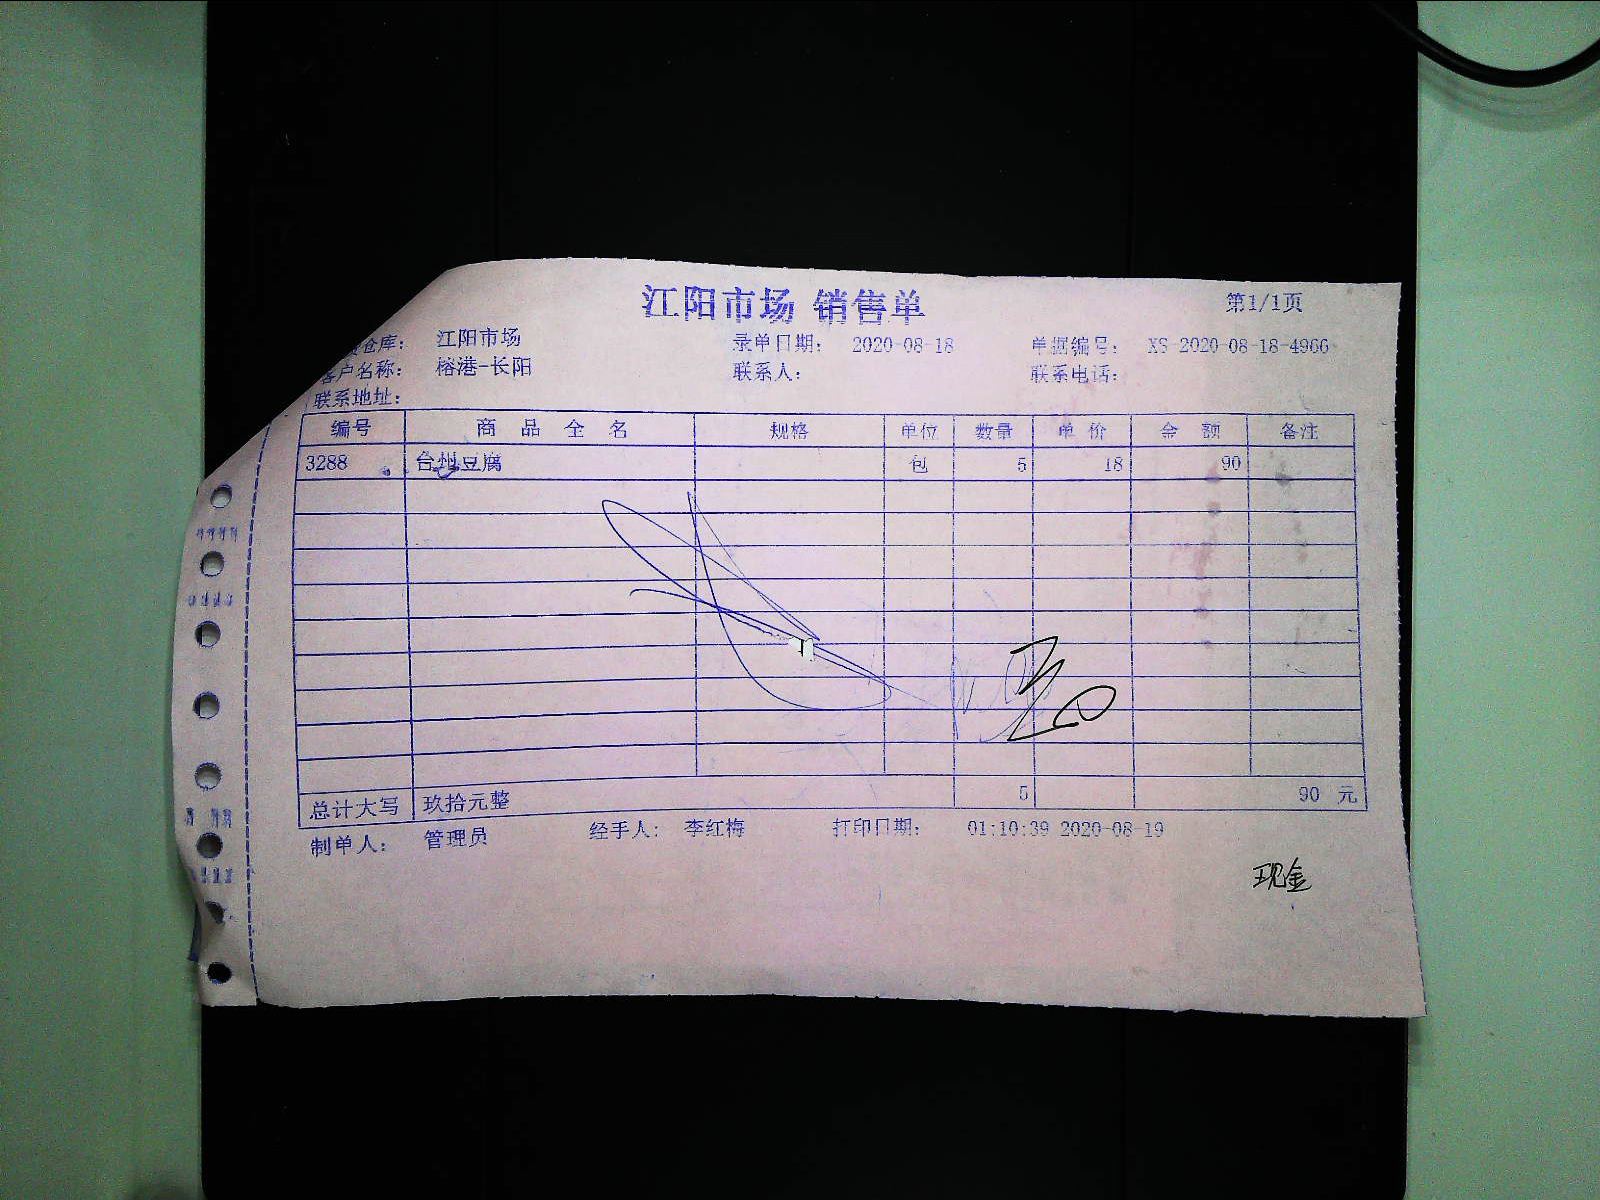 江阳市场 销售单 第1/1页
仓库： 江阳市场 录单日期： 2020-08-18 单据编号： XS-2020-08-18-4966
客户名称： 榕港-长阳 联系人： 联系电话：
联系地址：
编号 商品全名 规格 单位 数量 单价 金额 备注
3288 台州豆腐 包 5 18 90
总计大写 玖拾元整 5 90 元
制单人： 管理员 经手人： 李红梅 打印日期： 01:10:39 2020-08-19
现金